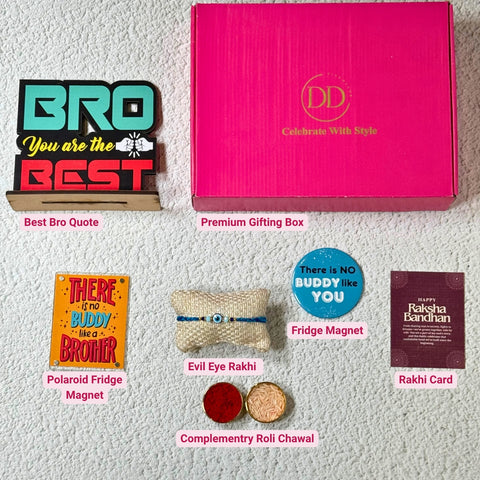 BRO
You are the
BEST
DD
Celebrate With Style
Best Bro Quote
Premium Gifting Box
THERE
is no
BUDDY
like a
BROTHER
There is NO
BUDDY like
YOU
HAPPY
Raksha
Bandhan
Fridge Magnet
Evil Eye Rakhi
Polaroid Fridge
Magnet
Rakhi Card
Complementry Roli Chawal